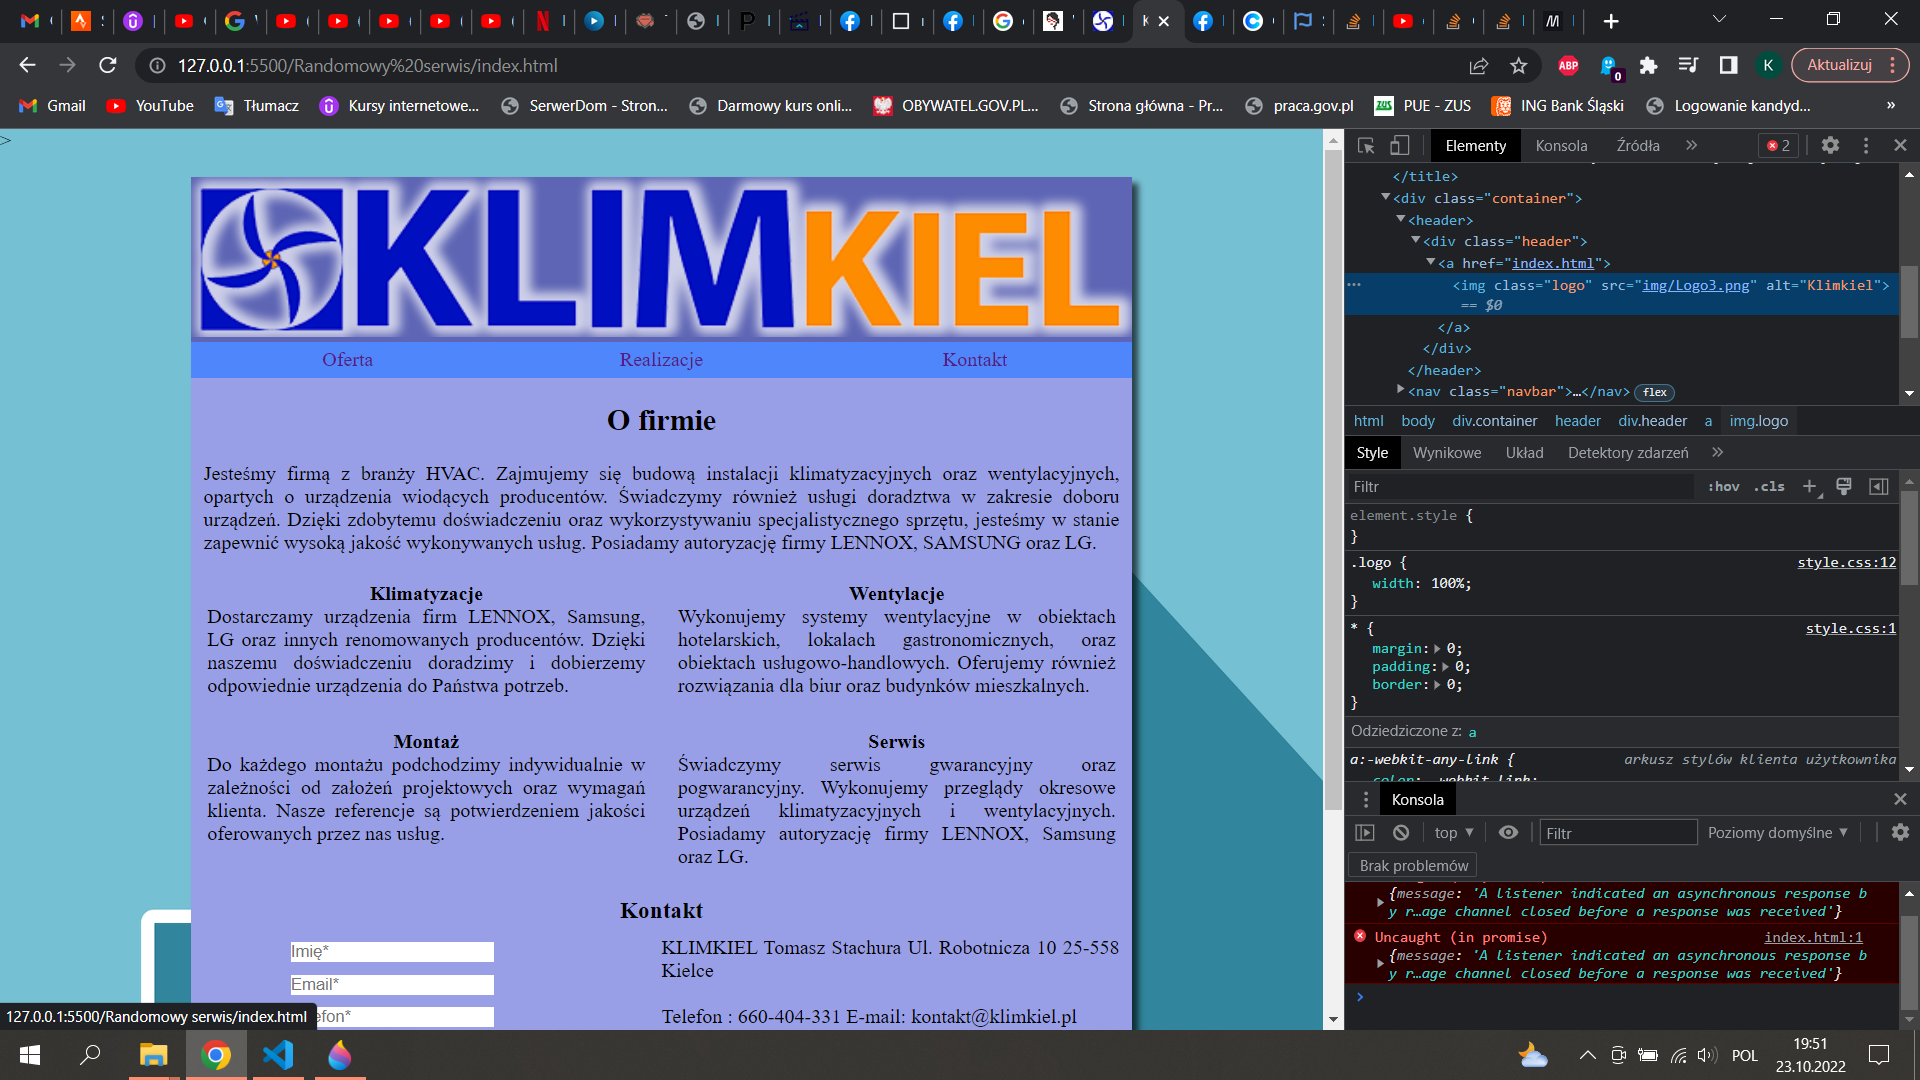 127.0.0.1:5500/Randomowy%20serwis/index.html
ABP
0
K
Aktualizuj
Gmail
YouTube
Tłumacz
Kursy internetowe...
SerwerDom - Stron...
Darmowy kurs onli...
OBYWATEL.GOV.PL...
Strona główna - Pr...
praca.gov.pl
ZUS
PUE - ZUS
ING Bank Śląski
Logowanie kandyd...
»
>
KLIMKIEL
Oferta
Realizacje
Kontakt
O firmie
Jesteśmy firmą z branży HVAC. Zajmujemy się budową instalacji klimatyzacyjnych oraz wentylacyjnych,
opartych o urządzenia wiodących producentów. Świadczymy również usługi doradztwa w zakresie doboru
urządzeń. Dzięki zdobytemu doświadczeniu oraz wykorzystywaniu specjalistycznego sprzętu, jesteśmy w stanie
zapewnić wysoką jakość wykonywanych usług. Posiadamy autoryzację firmy LENNOX, SAMSUNG oraz LG.
Klimatyzacje
Dostarczamy urządzenia firm LENNOX, Samsung,
LG oraz innych renomowanych producentów. Dzięki
naszemu doświadczeniu doradzimy i dobierzemy
odpowiednie urządzenia do Państwa potrzeb.
Wentylacje
Wykonujemy systemy wentylacyjne w obiektach
hotelarskich, lokalach gastronomicznych, oraz
obiektach usługowo-handlowych. Oferujemy również
rozwiązania dla biur oraz budynków mieszkalnych.
Montaż
Do każdego montażu podchodzimy indywidualnie w
zależności od założeń projektowych oraz wymagań
klienta. Nasze referencje są potwierdzeniem jakości
oferowanych przez nas usług.
Serwis
Świadczymy serwis gwarancyjny oraz
pogwarancyjny. Wykonujemy przeglądy okresowe
urządzeń klimatyzacyjnych i wentylacyjnych.
Posiadamy autoryzację firmy LENNOX, Samsung
oraz LG.
Kontakt
Imię*
Email*
efon*
KLIMKIEL Tomasz Stachura Ul. Robotnicza 10 25-558
Kielce
Telefon : 660-404-331 E-mail: kontakt@klimkiel.pl
127.0.0.1:5500/Randomowy serwis/index.html
Elementy
Konsola
Źródła
»
2
</title>
<div class="container">
<header>
<div class="header">
<a href="index.html">
<img class="logo" src="img/Logo3.png" alt="Klimkiel">
== $0
</a>
</div>
</header>
<nav class="navbar">…</nav> flex
html body div.container header div.header a img.logo
Style
Wynikowe
Układ
Detektory zdarzeń
»
Filtr
:hov .cls +
element.style {
}
.logo { style.css:12
width: 100%;
}
* { style.css:1
margin: 0;
padding: 0;
border: 0;
}
Odziedziczone z: a
a:-webkit-any-link { arkusz stylów klienta użytkownika
color: -webkit-link;
Konsola
top
Filtr
Poziomy domyślne
Brak problemów
{message: 'A listener indicated an asynchronous response b
y r…age channel closed before a response was received'}
Uncaught (in promise) index.html:1
{message: 'A listener indicated an asynchronous response b
y r…age channel closed before a response was received'}
POL
19:51
23.10.2022